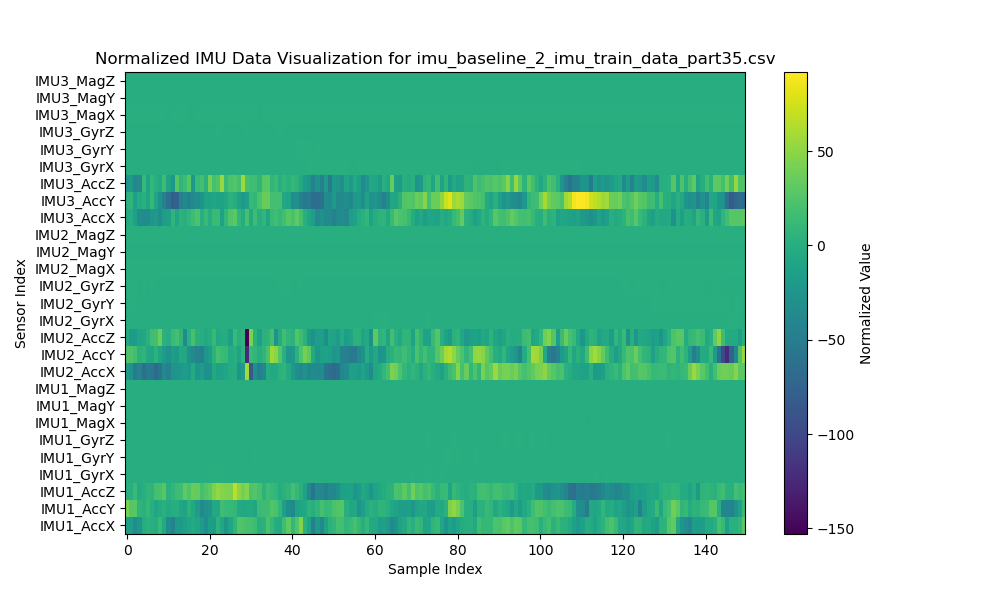 Normalized IMU Data Visualization for imu_baseline_2_imu_train_data_part35.csv
IMU3_MagZ
IMU3_MagY
IMU3_MagX
IMU3_GyrZ
IMU3_GyrY
IMU3_GyrX
IMU3_AccZ
IMU3_AccY
IMU3_AccX
IMU2_MagZ
IMU2_MagY
IMU2_MagX
IMU2_GyrZ
IMU2_GyrY
IMU2_GyrX
IMU2_AccZ
IMU2_AccY
IMU2_AccX
IMU1_MagZ
IMU1_MagY
IMU1_MagX
IMU1_GyrZ
IMU1_GyrY
IMU1_GyrX
IMU1_AccZ
IMU1_AccY
IMU1_AccX
Sensor Index
0 20 40 60 80 100 120 140
Sample Index
50
0
−50
−100
−150
Normalized Value